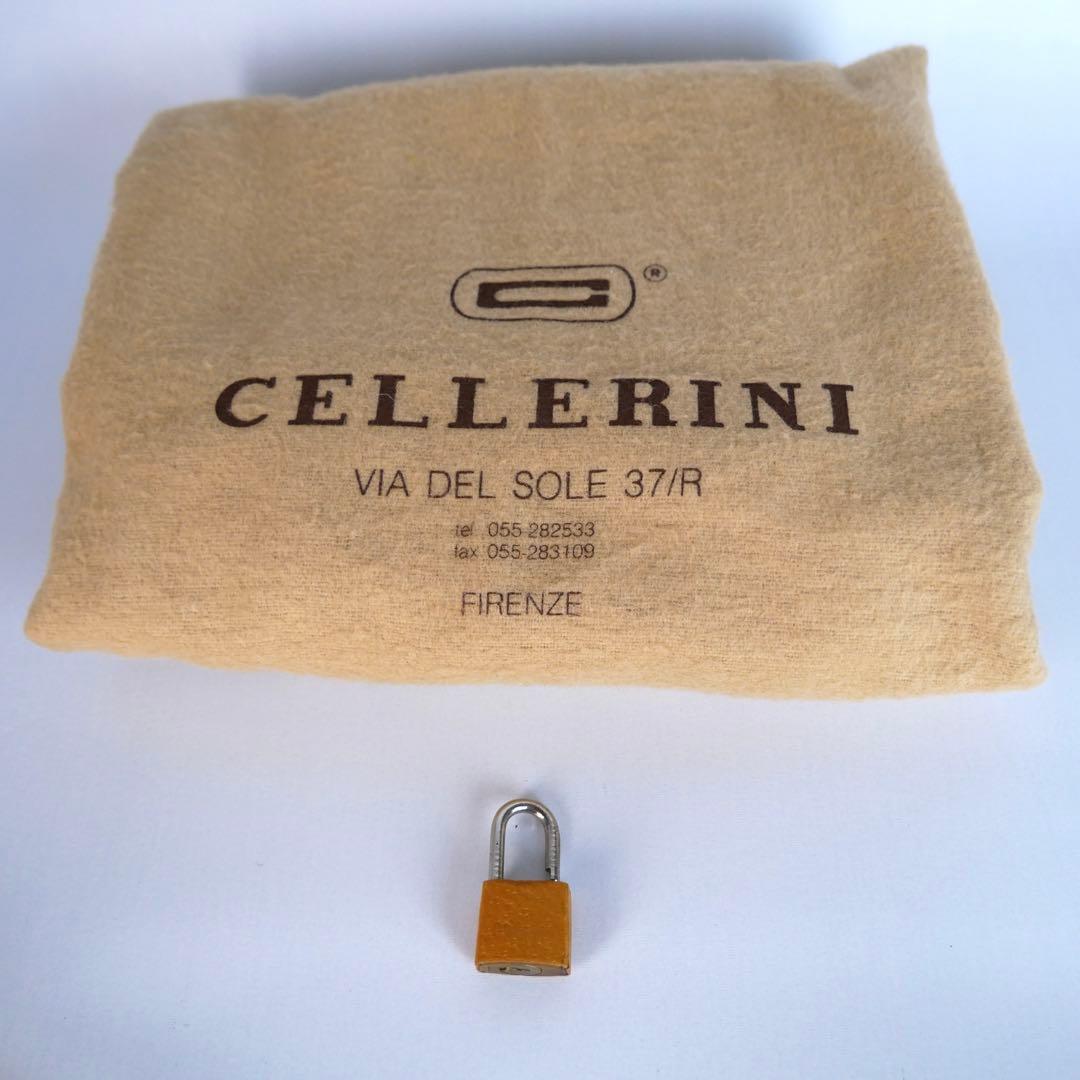 C ®
CELLERINI
VIA DEL SOLE 37/R
tel 055-282533
fax 055-283109
FIRENZE